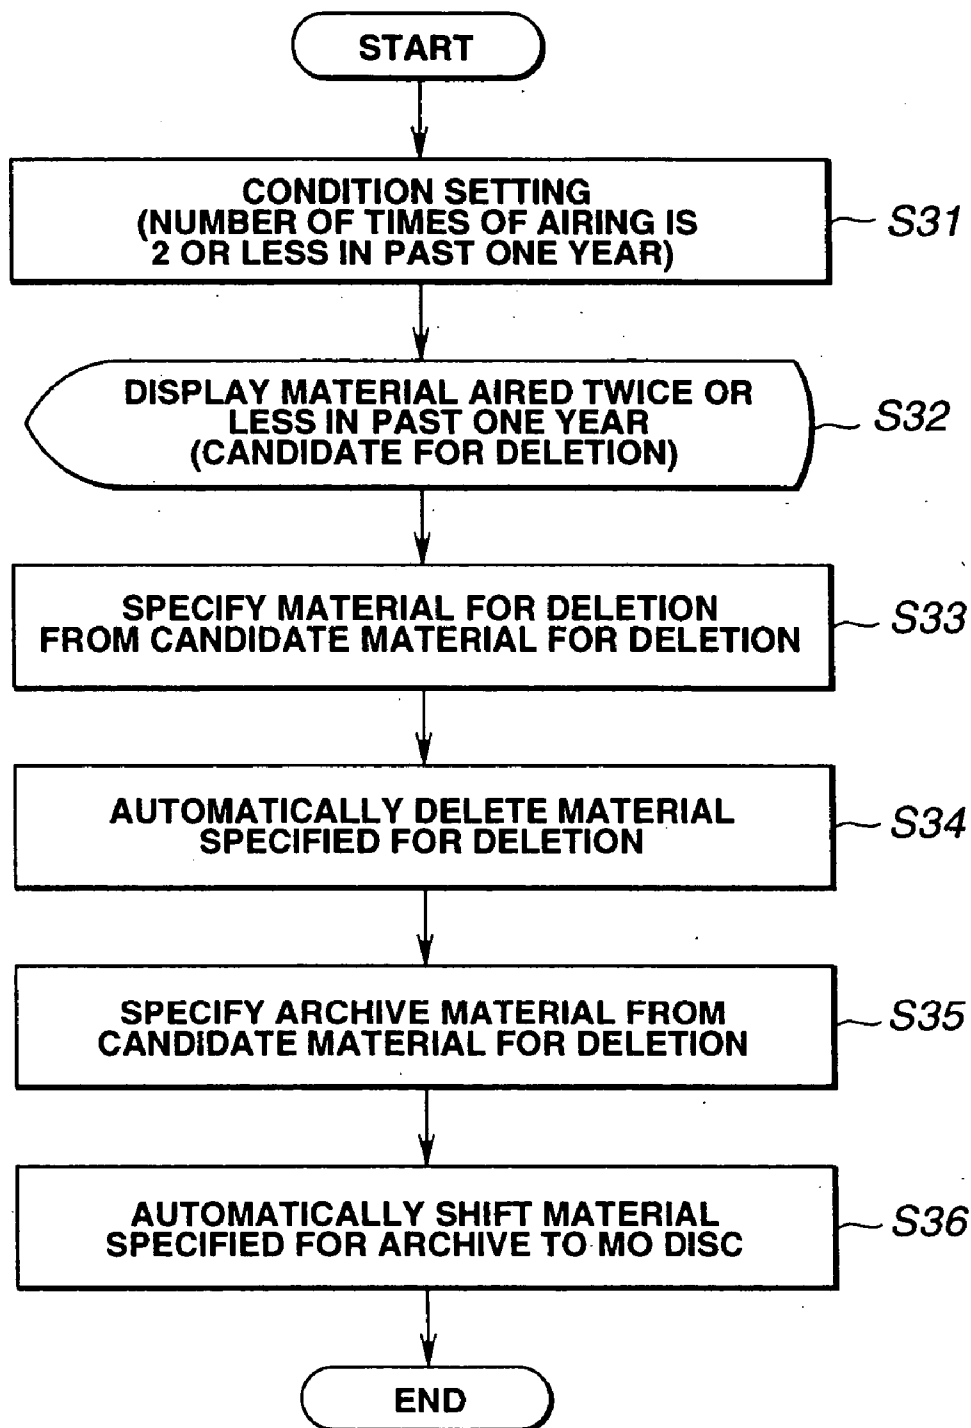 START
CONDITION SETTING
(NUMBER OF TIMES OF AIRING IS
2 OR LESS IN PAST ONE YEAR)
S31
DISPLAY MATERIAL AIRED TWICE OR
LESS IN PAST ONE YEAR
(CANDIDATE FOR DELETION)
S32
SPECIFY MATERIAL FOR DELETION
FROM CANDIDATE MATERIAL FOR DELETION
S33
AUTOMATICALLY DELETE MATERIAL
SPECIFIED FOR DELETION
S34
SPECIFY ARCHIVE MATERIAL FROM
CANDIDATE MATERIAL FOR DELETION
S35
AUTOMATICALLY SHIFT MATERIAL
SPECIFIED FOR ARCHIVE TO MO DISC
S36
END